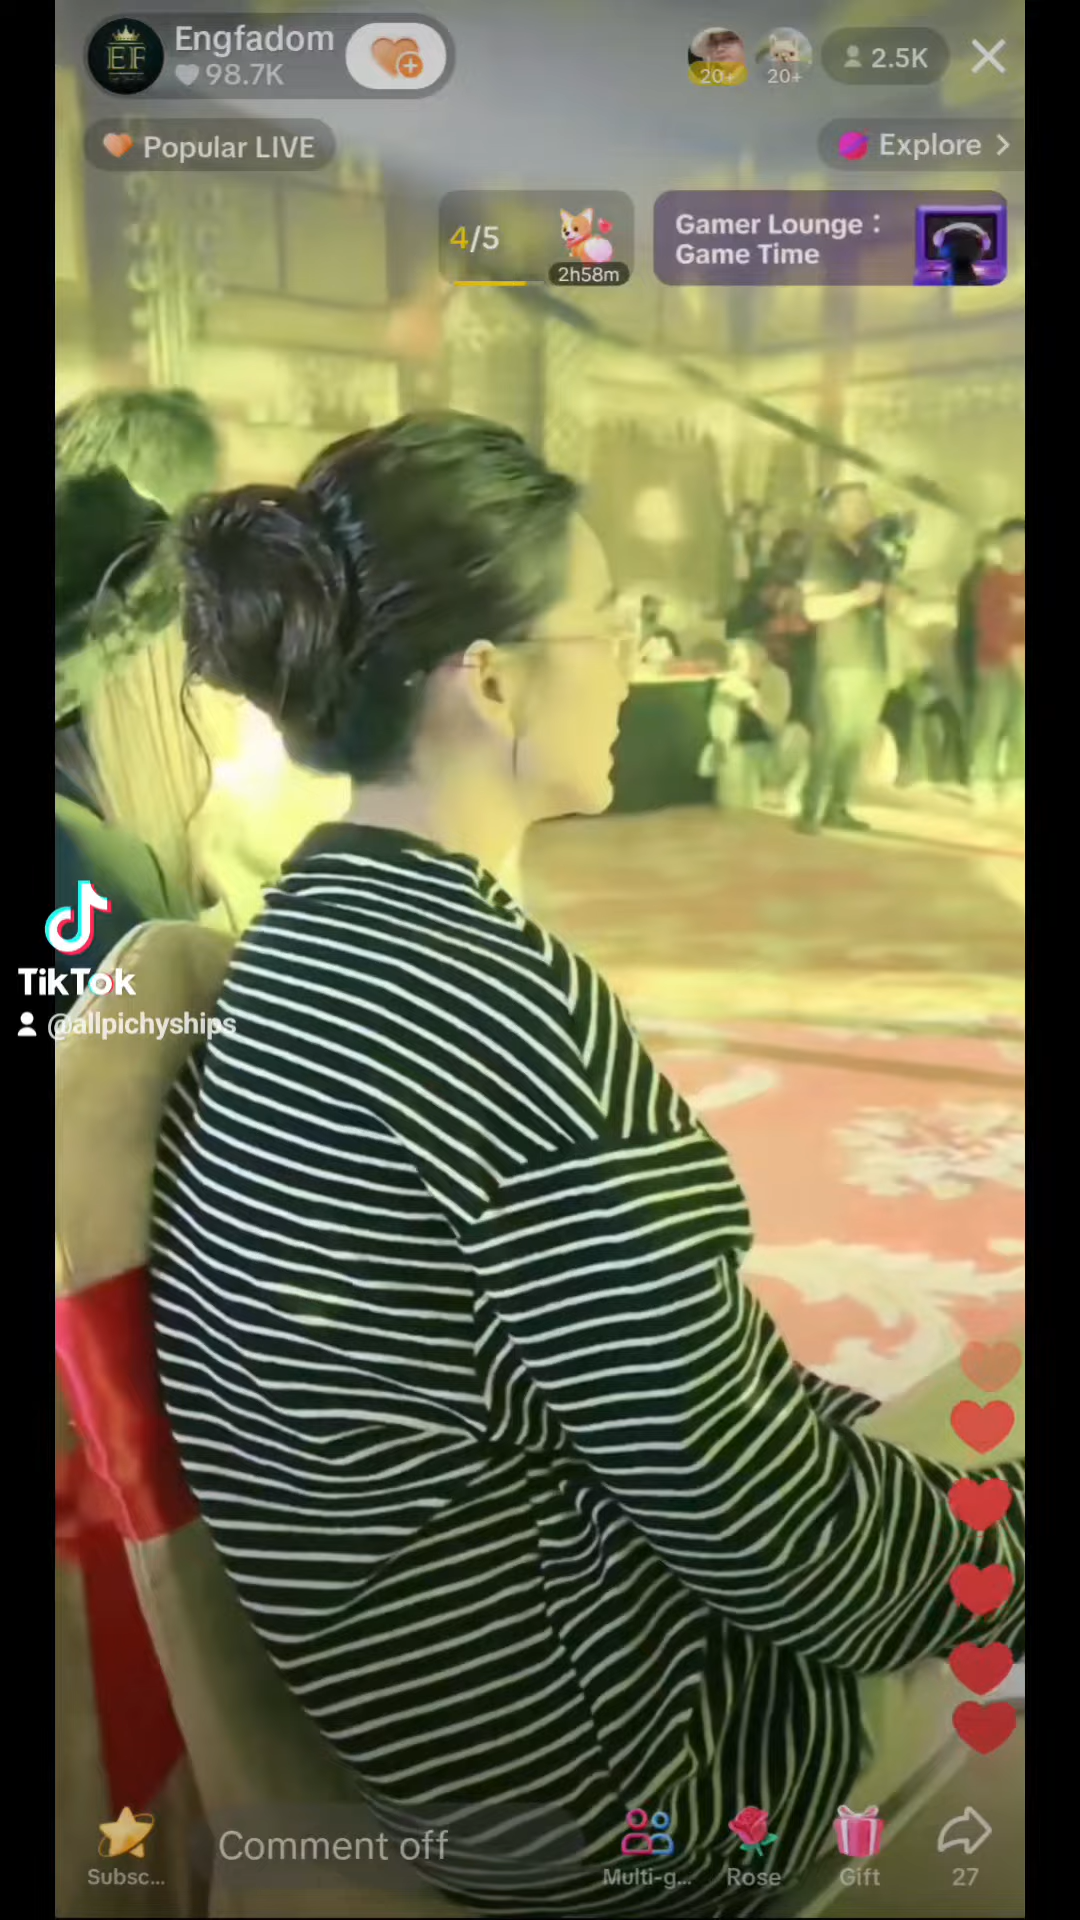 EF
Engfadom
98.7K
20+
20+
2.5K
Popular LIVE
Explore
4/5
2h58m
Gamer Lounge:
Game Time
TikTok
@allpichyships
Subsc...
Comment off
Multi-g...
Rose
Gift
27